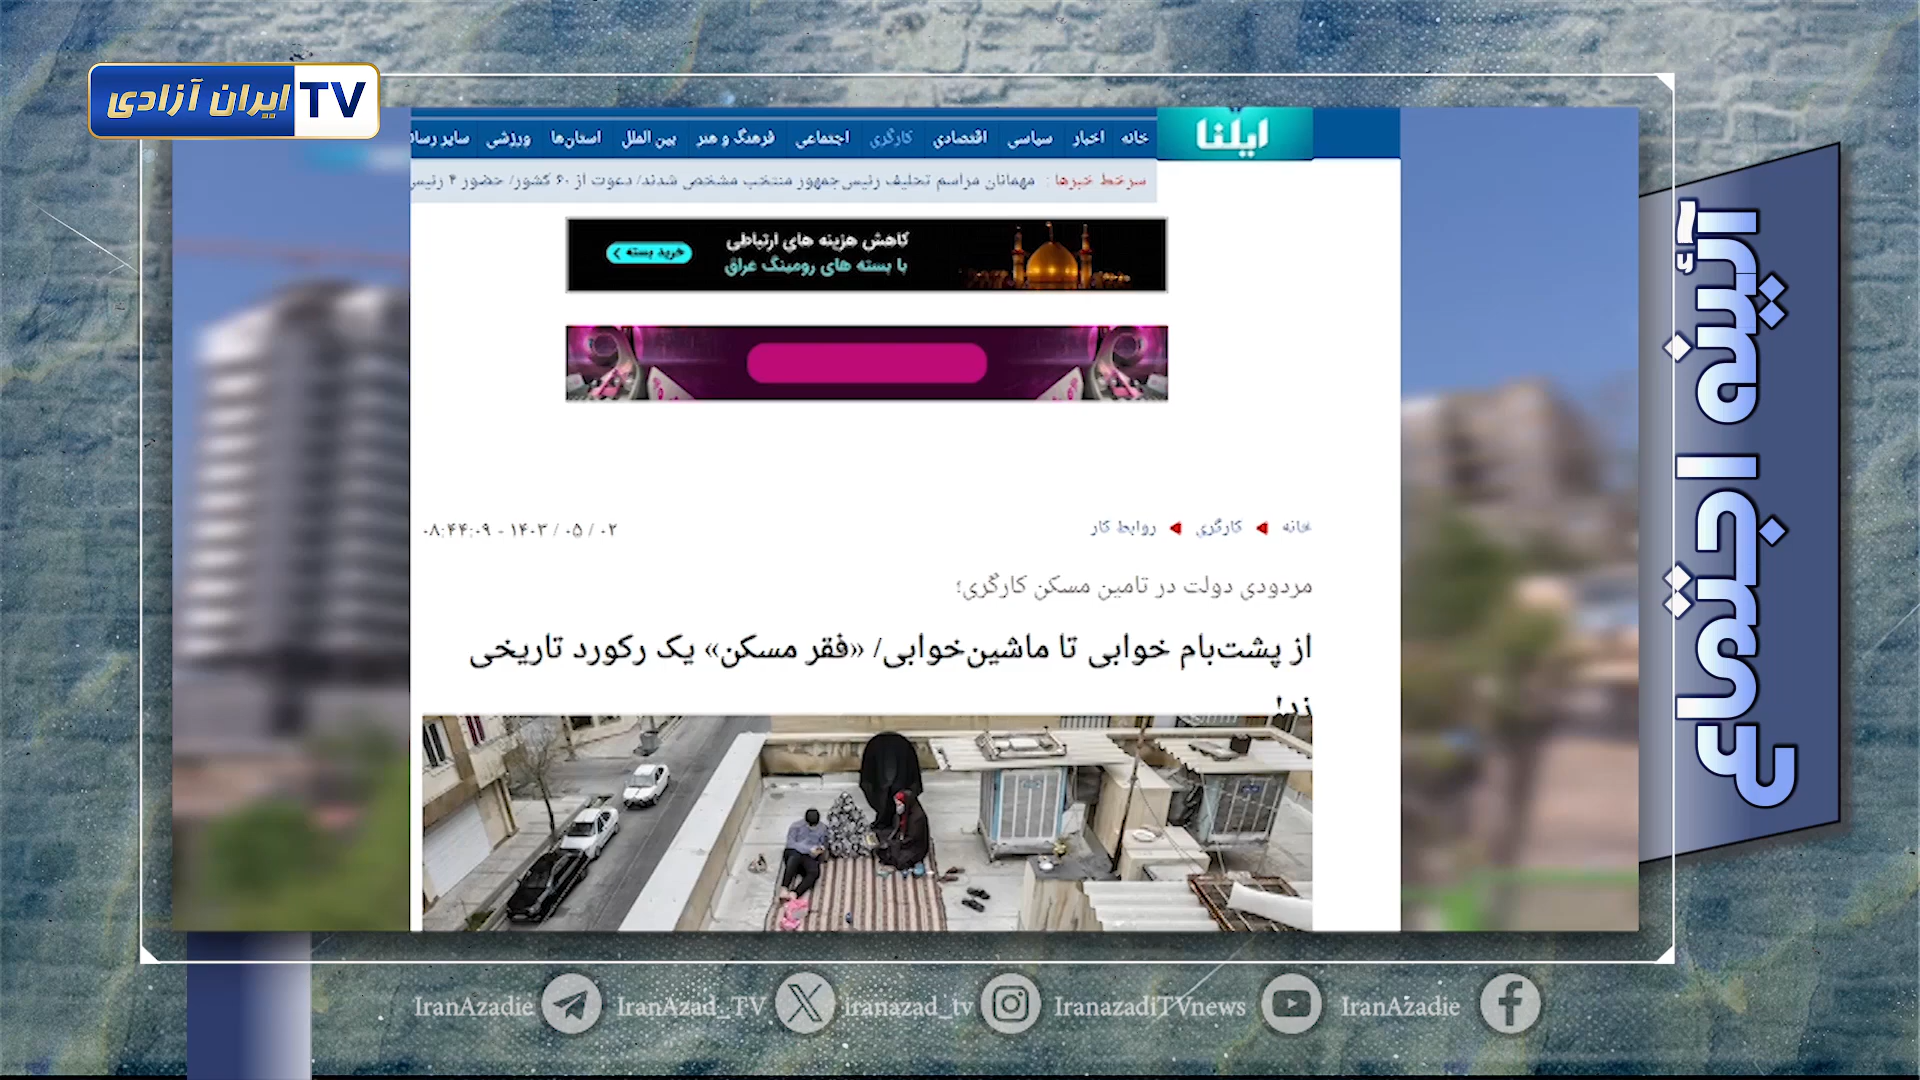 ایران آزادی TV
ایلنا
خانه اخبار سیاسی اقتصادی کارگری اجتماعی فرهنگ و هنر بین الملل استان‌ها ورزشی سایر رسا
سرخط خبرها : مهمانان مراسم تحلیف رئیس‌جمهور منتخب مشخص شدند/ دعوت از ۶۰ کشور/ حضور ۴ رئیس
کاهش هزینه های ارتباطی
با بسته های رومینگ عراق
خرید بسته
خانه کارگری روابط کار
۱۴۰۳ / ۰۵ / ۰۲ - ۰۸:۴۴:۰۹
مردودی دولت در تامین مسکن کارگری؛
از پشت‌بام خوابی تا ماشین‌خوابی/ «فقر مسکن» یک رکورد تاریخی
زد!
آئینه اجتماعی
IranAzadie IranAzad_TV iranazad_tv IranazadiTVnews IranAzadie